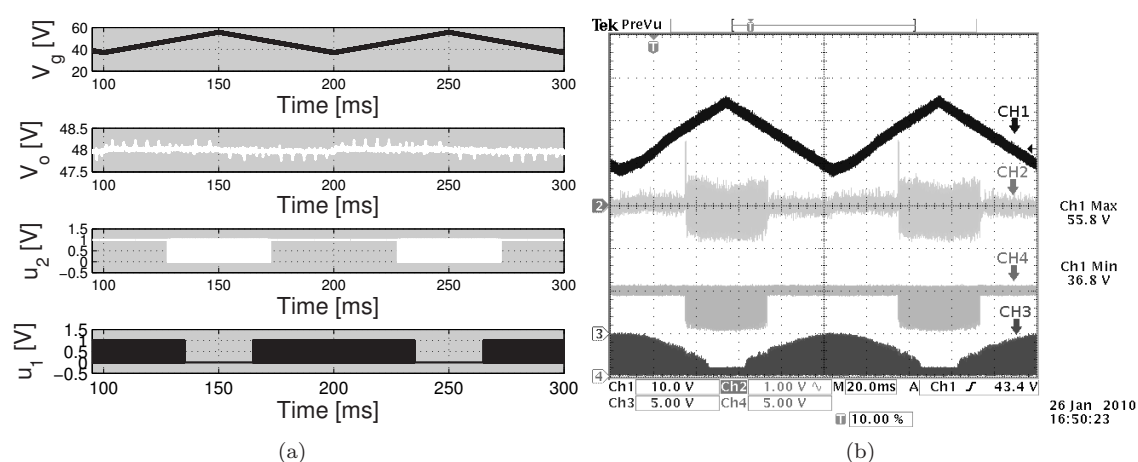 60
40
20
V_g [V]
100 150 200 250 300
Time [ms]
48.5
48
47.5
V_o [V]
100 150 200 250 300
Time [ms]
1.5
1
0.5
0
−0.5
u_2 [V]
100 150 200 250 300
Time [ms]
1.5
1
0.5
0
−0.5
u_1 [V]
100 150 200 250 300
Time [ms]
(a)
Tek PreVu
T
T
CH1
CH2
2
Ch1 Max
55.8 V
CH4
Ch1 Min
36.8 V
CH3
3
4
Ch1 10.0 V Ch2 1.00 V ∿ M 20.0ms A Ch1 ƒ 43.4 V
Ch3 5.00 V Ch4 5.00 V
T 10.00 %
26 Jan 2010
16:50:23
(b)